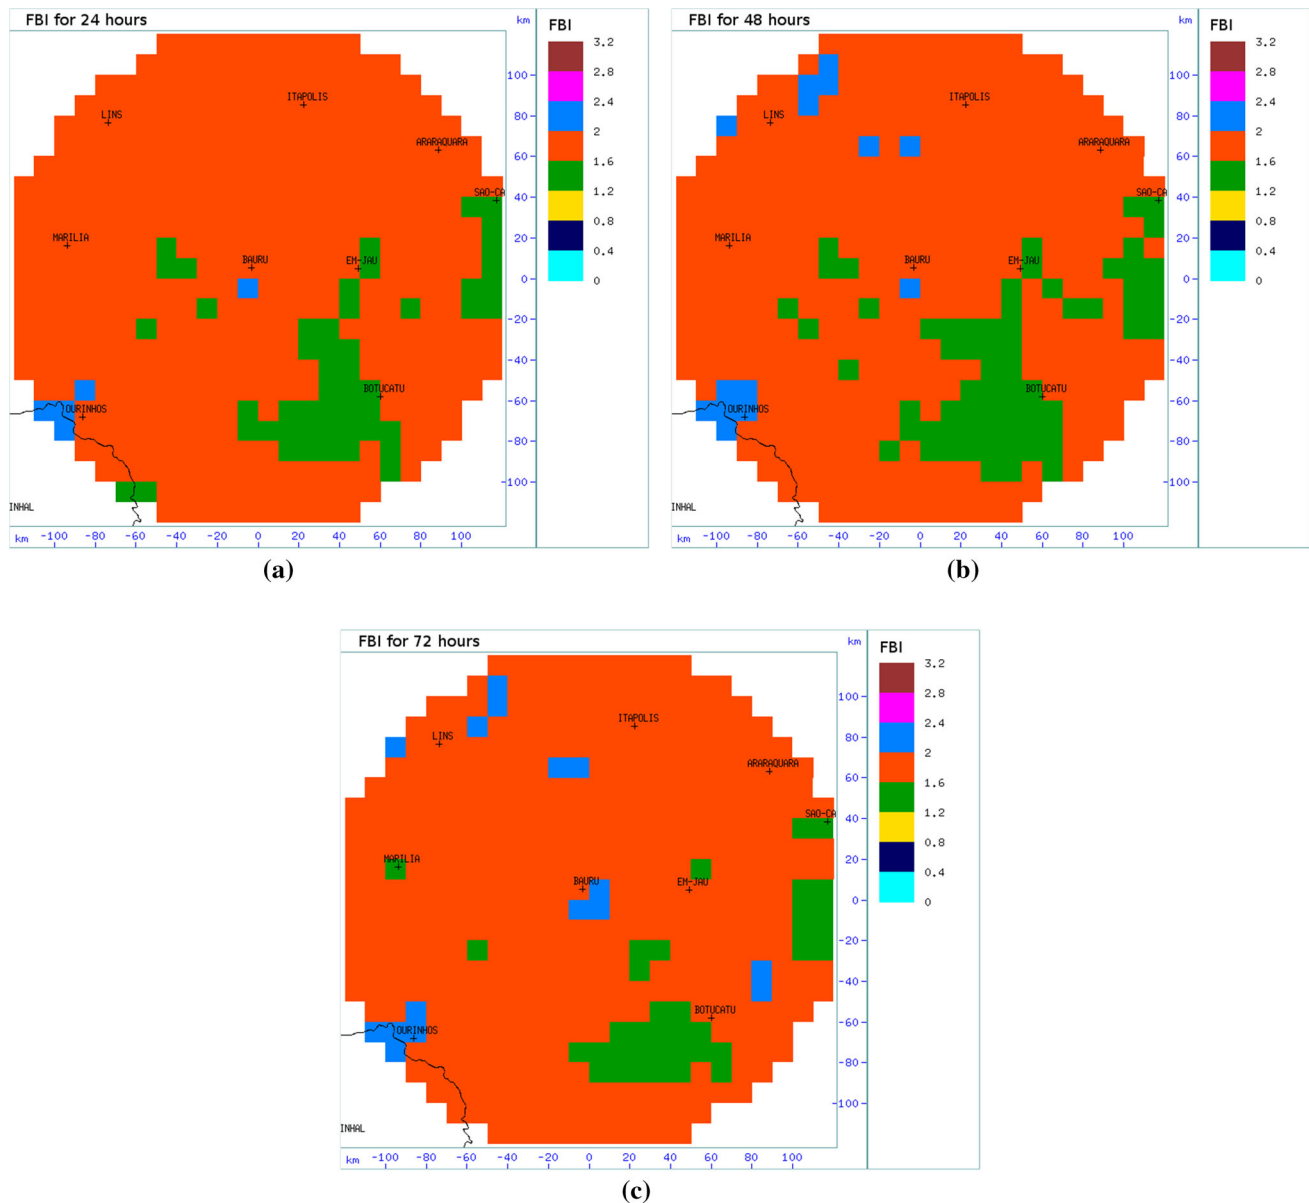 FBI for 24 hours
km
FBI
3.2
2.8
2.4
2
1.6
1.2
0.8
0.4
0
100
80
60
40
20
0
-20
-40
-60
-80
-100
ITAPOLIS
LINS
ARARAQUARA
SAO-CA
MARILIA
BAURU
EM-JAU
BOTUCATU
OURINHOS
INHAL
km -100 -80 -60 -40 -20 0 20 40 60 80 100
(a)
FBI for 48 hours
km
FBI
3.2
2.8
2.4
2
1.6
1.2
0.8
0.4
0
100
80
60
40
20
0
-20
-40
-60
-80
-100
ITAPOLIS
LINS
ARARAQUARA
SAO-CA
MARILIA
BAURU
EM-JAU
BOTUCATU
OURINHOS
INHAL
km -100 -80 -60 -40 -20 0 20 40 60 80 100
(b)
FBI for 72 hours
km
FBI
3.2
2.8
2.4
2
1.6
1.2
0.8
0.4
0
100
80
60
40
20
0
-20
-40
-60
-80
-100
ITAPOLIS
LINS
ARARAQUARA
SAO-CA
MARILIA
BAURU
EM-JAU
BOTUCATU
OURINHOS
INHAL
km -100 -80 -60 -40 -20 0 20 40 60 80 100
(c)